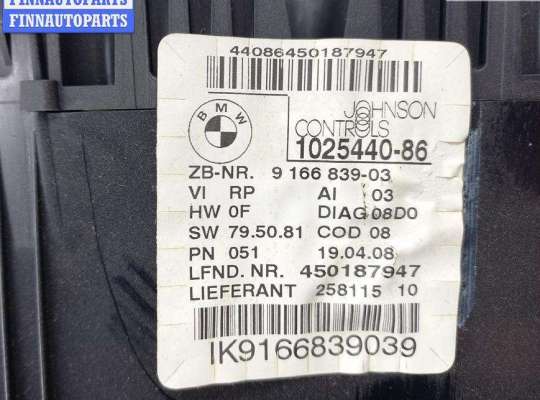 FINNAUTOPARTS
FINNAUTOPARTS
44086450187947
BMW
JOHNSON
CONTROLS
1025440-86
ZB-NR. 9 166 839-03
VI RP AI 03
HW 0F DIAG 08D0
SW 79.50.81 COD 08
PN 051 19.04.08
LFND. NR. 450187947
LIEFERANT 258115 10
IK9166839039